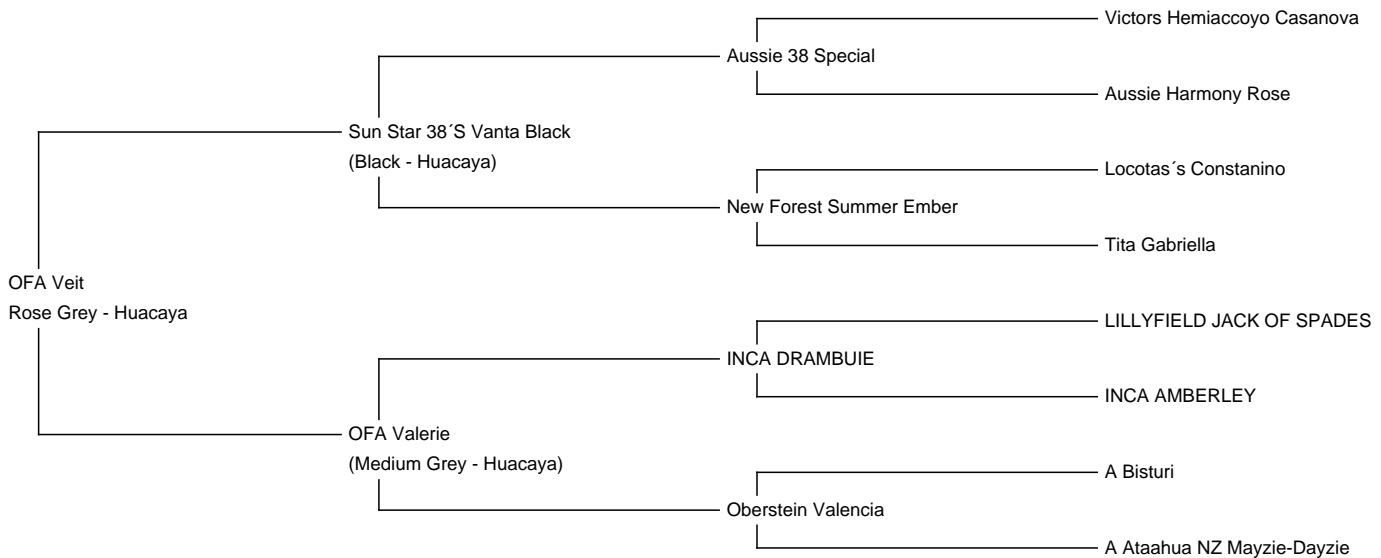 Victors Hemiaccoyo Casanova
Aussie 38 Special
Aussie Harmony Rose
Sun Star 38´S Vanta Black
(Black - Huacaya)
Locotas´s Constanino
New Forest Summer Ember
Tita Gabriella
OFA Veit
Rose Grey - Huacaya
LILLYFIELD JACK OF SPADES
INCA DRAMBUIE
INCA AMBERLEY
OFA Valerie
(Medium Grey - Huacaya)
A Bisturi
Oberstein Valencia
A Ataahua NZ Mayzie-Dayzie